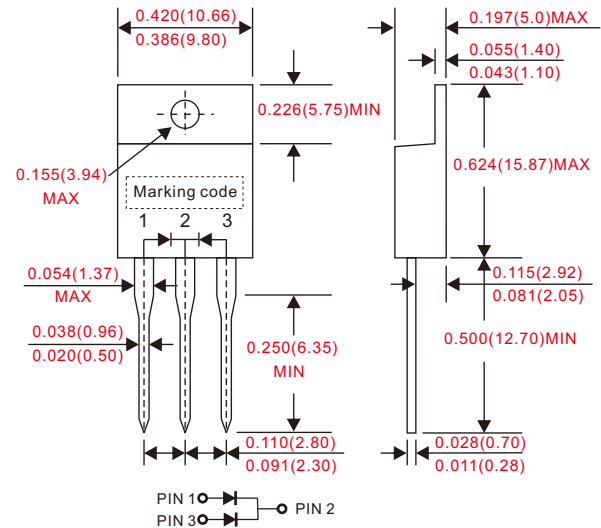 0.420(10.66)
0.386(9.80)
0.197(5.0)MAX
0.055(1.40)
0.043(1.10)
0.226(5.75)MIN
0.155(3.94)
MAX
0.624(15.87)MAX
Marking code
1 2 3
0.054(1.37)
MAX
0.115(2.92)
0.081(2.05)
0.038(0.96)
0.020(0.50)
0.250(6.35)
MIN
0.500(12.70)MIN
0.110(2.80)
0.091(2.30)
0.028(0.70)
0.011(0.28)
PIN 1
PIN 2
PIN 3